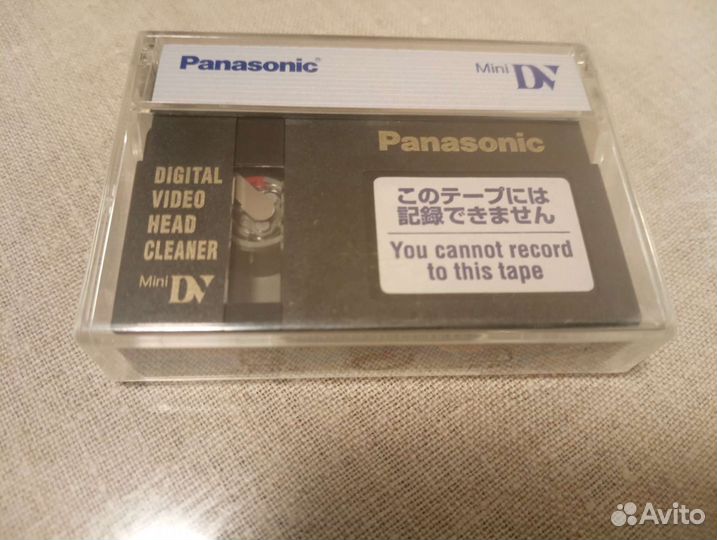 Panasonic®
Mini DV
Panasonic
DIGITAL
VIDEO
HEAD
CLEANER
Mini DV
このテープには
記録できません
You cannot record
to this tape
Avito